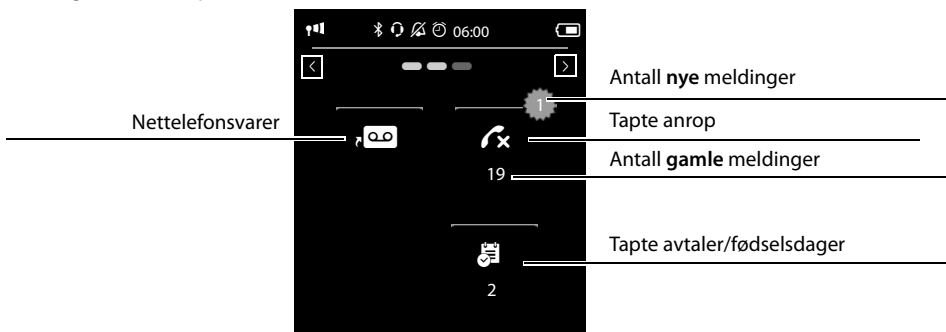 06:00
Antall nye meldinger
1
Nettelefonsvarer
Tapte anrop
Antall gamle meldinger
19
Tapte avtaler/fødselsdager
2